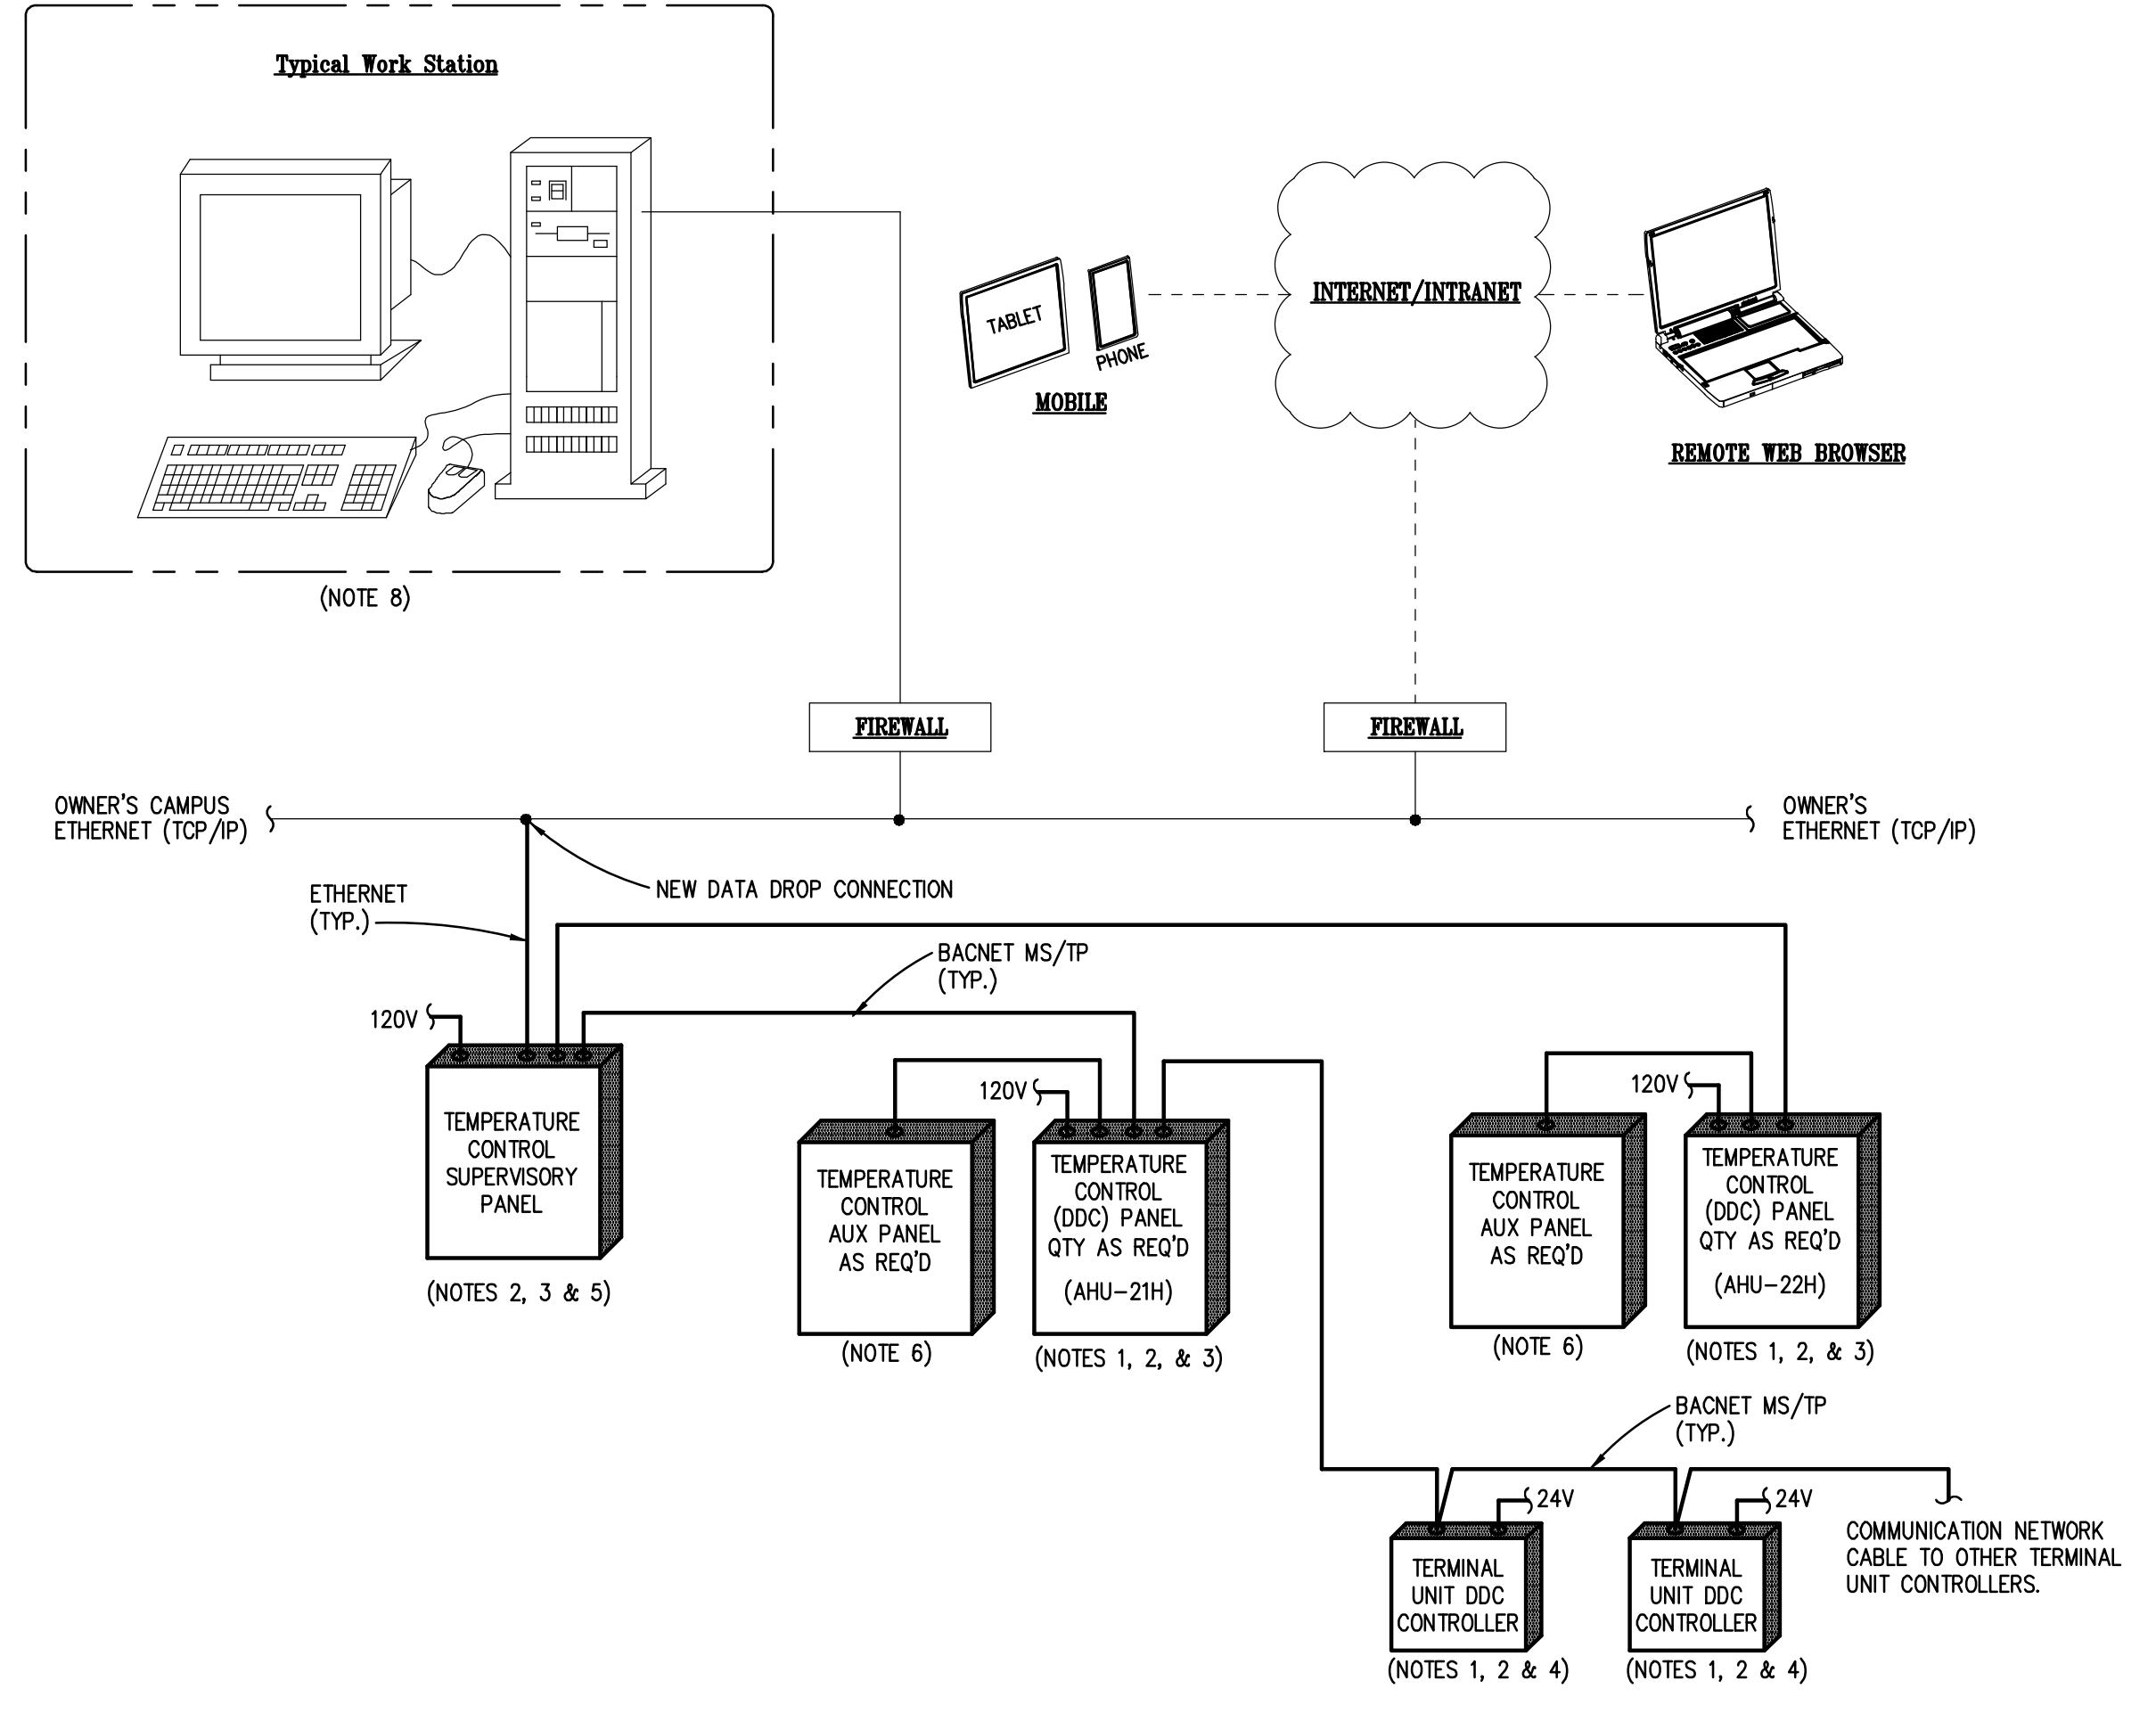 Typical Work Station
(NOTE 8)
TABLET
PHONE
MOBILE
INTERNET/INTRANET
REMOTE WEB BROWSER
FIREWALL
FIREWALL
OWNER'S CAMPUS
ETHERNET (TCP/IP)
OWNER'S
ETHERNET (TCP/IP)
NEW DATA DROP CONNECTION
ETHERNET
(TYP.)
BACNET MS/TP
(TYP.)
120V
TEMPERATURE
CONTROL
SUPERVISORY
PANEL
(NOTES 2, 3 & 5)
TEMPERATURE
CONTROL
AUX PANEL
AS REQ'D
(NOTE 6)
120V
TEMPERATURE
CONTROL
(DDC) PANEL
QTY AS REQ'D
(AHU-21H)
(NOTES 1, 2, & 3)
TEMPERATURE
CONTROL
AUX PANEL
AS REQ'D
(NOTE 6)
120V
TEMPERATURE
CONTROL
(DDC) PANEL
QTY AS REQ'D
(AHU-22H)
(NOTES 1, 2, & 3)
BACNET MS/TP
(TYP.)
24V
TERMINAL
UNIT DDC
CONTROLLER
(NOTES 1, 2 & 4)
24V
TERMINAL
UNIT DDC
CONTROLLER
(NOTES 1, 2 & 4)
COMMUNICATION NETWORK
CABLE TO OTHER TERMINAL
UNIT CONTROLLERS.